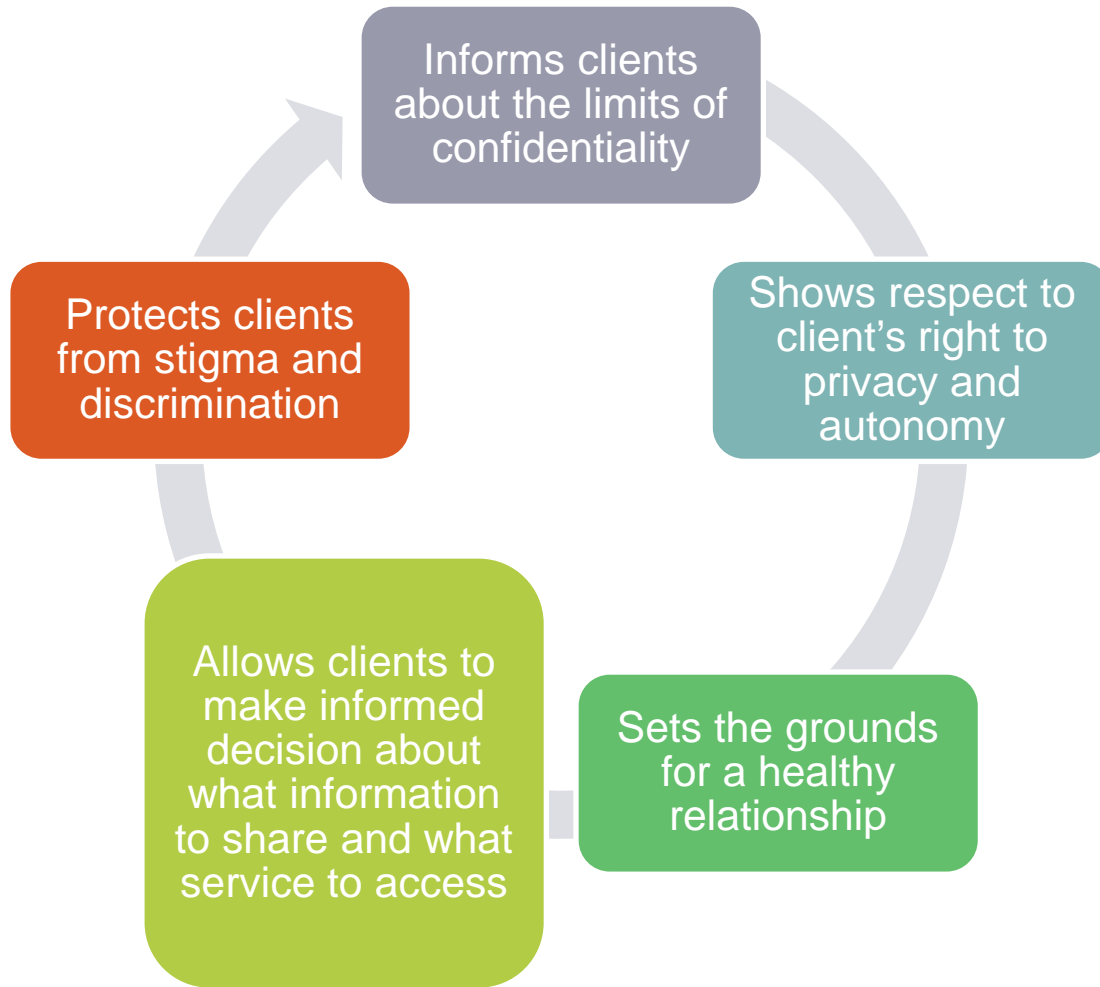 Informs clients
about the limits of
confidentiality
Shows respect to
client's right to
privacy and
autonomy
Sets the grounds
for a healthy
relationship
Allows clients to
make informed
decision about
what information
to share and what
service to access
Protects clients
from stigma and
discrimination